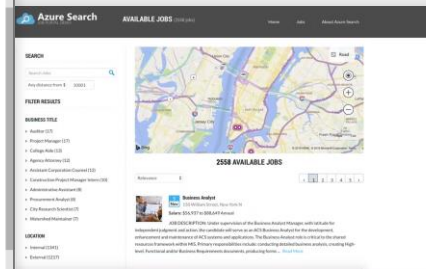 Azure Search
AVAILABLE JOBS
Home
Jobs
About Azure Search
SEARCH
Search jobs
Any distance from
10001
Road
FILTER RESULTS
BUSINESS TITLE
Auditor (17)
Project Manager (17)
College Aide (13)
Agency Attorney (12)
Assistant Corporation Counsel (12)
Construction Project Manager Intern (10)
Administrative Assistant (8)
Procurement Analyst (8)
City Research Scientist (7)
Watershed Maintainer (7)
LOCATION
Internal (1341)
External (1217)
Bing
2558 AVAILABLE JOBS
Relevance
1 2 3 4 5
Business Analyst
Salary: $56,937 to $88,649 Annual
JOB DESCRIPTION: Under supervision of the Business Analyst Manager, with latitude for
independent judgment and action, the candidate will serve as an ACS Business Analyst for the development,
enhancement and maintenance of ACS systems and applications. The Business Analyst role is critical to the shared
resources framework within MIS. Primary responsibilities include: conducting detailed business analysis, creating high-
level, functional and/or Business Requirements documents, producing form... Read More